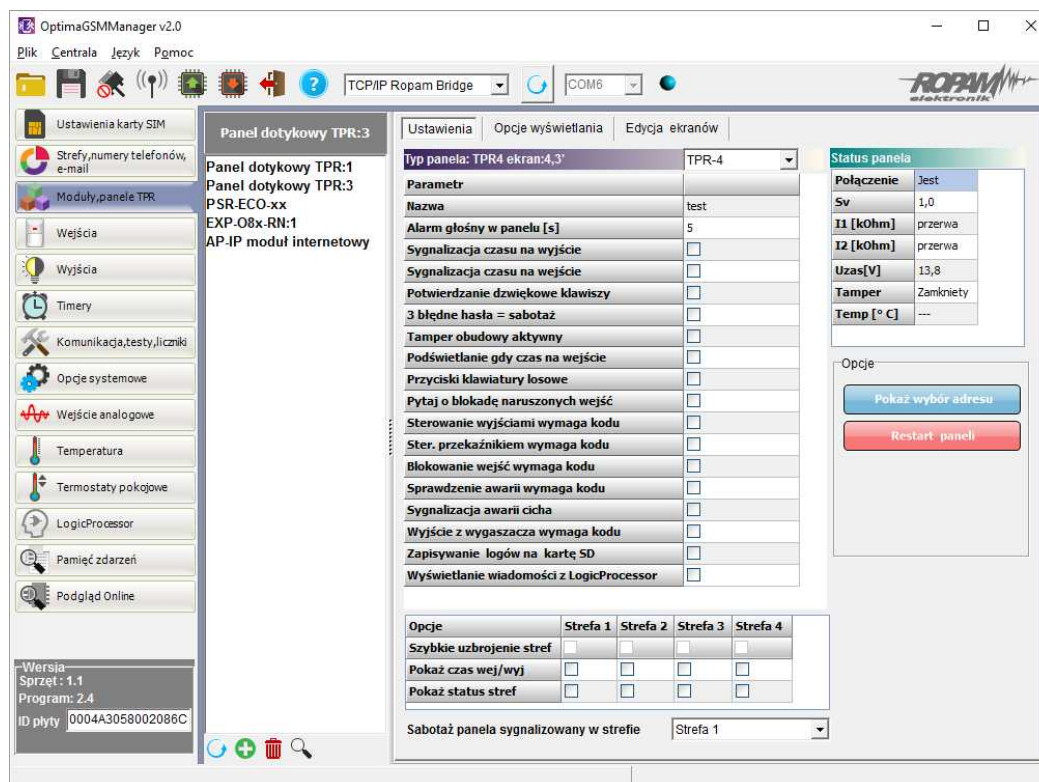 OptimaGSMManager v2.0
Plik Centrala Język Pomoc
TCP/IP Ropam Bridge
COM6
ROPAM
elektronik
Ustawienia karty SIM
Strefy,numery telefonów,
e-mail
Moduły,panele TPR
Wejścia
Wyjścia
Timery
Komunikacja,testy,liczniki
Opcje systemowe
Wejście analogowe
Temperatura
Termostaty pokojowe
LogicProcessor
Pamięć zdarzeń
Podgląd Online
Wersja
Sprzęt : 1.1
Program: 2.4
ID płyty 0004A3058002086C
Panel dotykowy TPR:3
Panel dotykowy TPR:1
Panel dotykowy TPR:3
PSR-ECO-xx
EXP-O8x-RN:1
AP-IP moduł internetowy
Ustawienia Opcje wyświetlania Edycja ekranów
Typ panela: TPR4 ekran:4,3' TPR-4
Parametr
Nazwa test
Alarm głośny w panelu [s] 5
Sygnalizacja czasu na wyjście
Sygnalizacja czasu na wejście
Potwierdzanie dzwiękowe klawiszy
3 błędne hasła = sabotaż
Tamper obudowy aktywny
Podświetlanie gdy czas na wejście
Przyciski klawiatury losowe
Pytaj o blokadę naruszonych wejść
Sterowanie wyjściami wymaga kodu
Ster. przekaźnikiem wymaga kodu
Blokowanie wejść wymaga kodu
Sprawdzenie awarii wymaga kodu
Sygnalizacja awarii cicha
Wyjście z wygaszacza wymaga kodu
Zapisywanie logów na kartę SD
Wyświetlanie wiadomości z LogicProcessor
Opcje Strefa 1 Strefa 2 Strefa 3 Strefa 4
Szybkie uzbrojenie stref
Pokaż czas wej/wyj
Pokaż status stref
Sabotaż panela sygnalizowany w strefie Strefa 1
Status panela
Połączenie Jest
Sv 1,0
I1 [kOhm] przerwa
I2 [kOhm] przerwa
Uzas[V] 13,8
Tamper Zamkniety
Temp [° C] ---
Opcje
Pokaż wybór adresu
Restart paneli